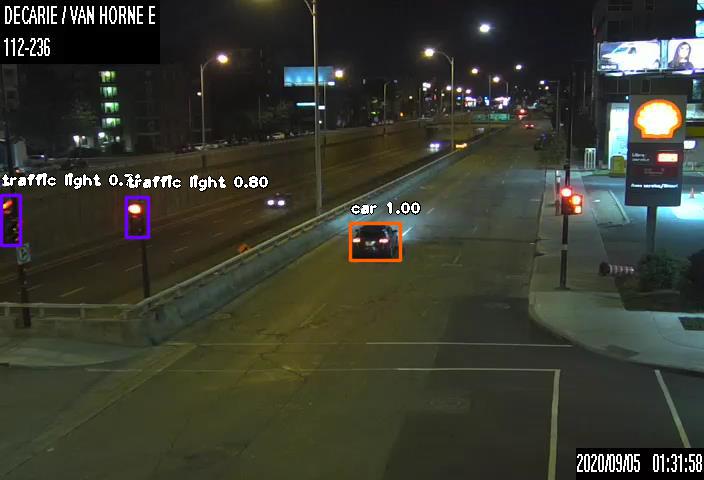 DECARIE / VAN HORNE E
112-236
traffic light 0.7
traffic light 0.80
car 1.00
2020/09/05 01:31:58